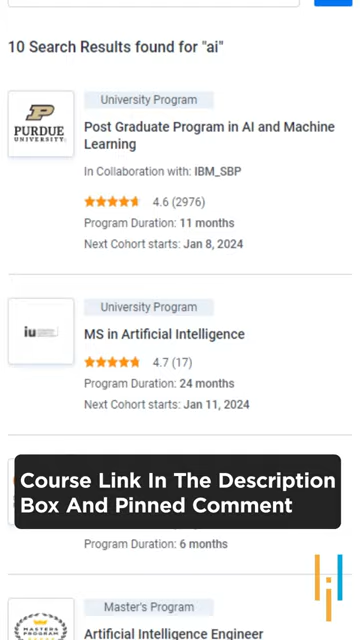 10 Search Results found for "ai"
University Program
PURDUE
UNIVERSITY
Post Graduate Program in AI and Machine
Learning
In Collaboration with: IBM_SBP
4.6 (2976)
Program Duration: 11 months
Next Cohort starts: Jan 8, 2024
University Program
iu
MS in Artificial Intelligence
4.7 (17)
Program Duration: 24 months
Next Cohort starts: Jan 11, 2024
Course Link In The Description
Box And Pinned Comment
Program Duration: 6 months
Master's Program
MASTERS
PROGRAM
Artificial Intelligence Engineer